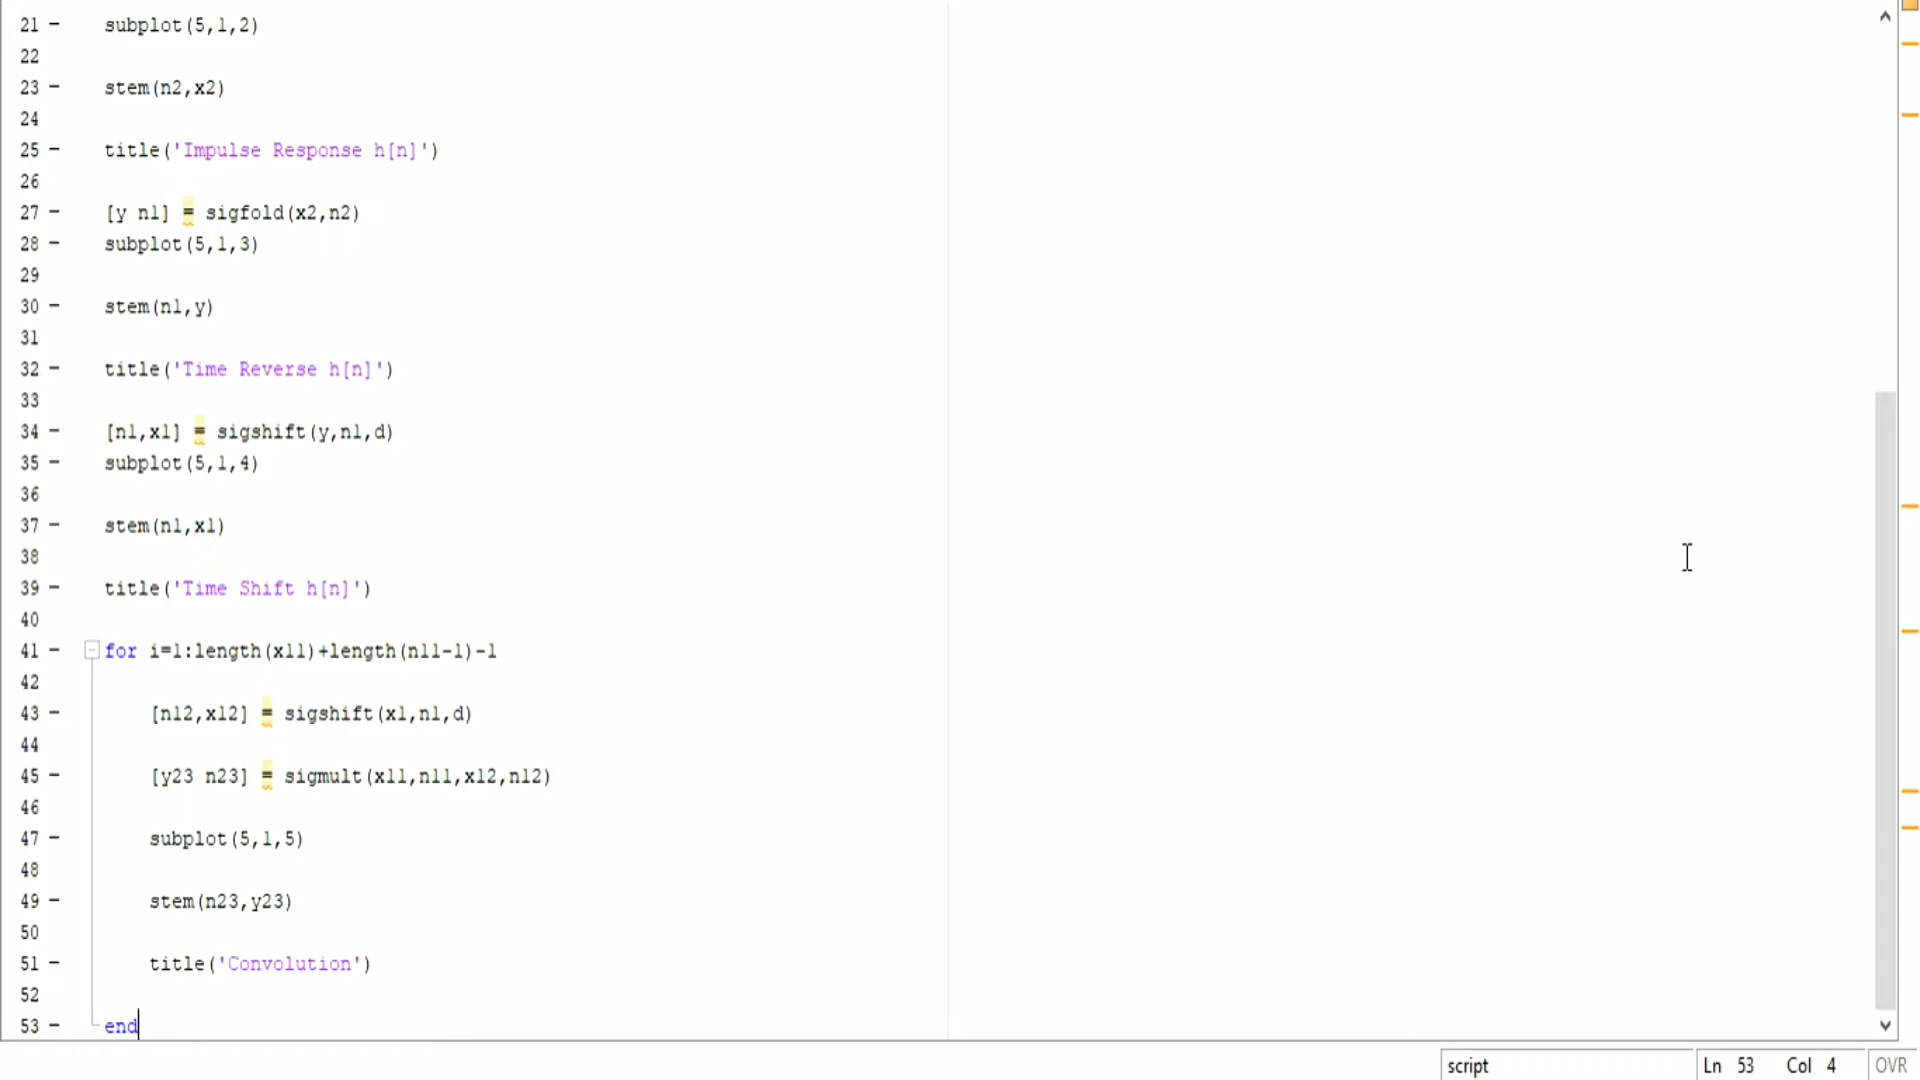 21 - subplot(5,1,2)
22
23 - stem(n2,x2)
24
25 - title('Impulse Response h[n]')
26
27 - [y n1] = sigfold(x2,n2)
28 - subplot(5,1,3)
29
30 - stem(n1,y)
31
32 - title('Time Reverse h[n]')
33
34 - [n1,x1] = sigshift(y,n1,d)
35 - subplot(5,1,4)
36
37 - stem(n1,x1)
38
39 - title('Time Shift h[n]')
40
41 - for i=1:length(x11)+length(n11-1)-1
42
43 - [n12,x12] = sigshift(x1,n1,d)
44
45 - [y23 n23] = sigmult(x11,n11,x12,n12)
46
47 - subplot(5,1,5)
48
49 - stem(n23,y23)
50
51 - title('Convolution')
52
53 - end
script Ln 53 Col 4 OVR